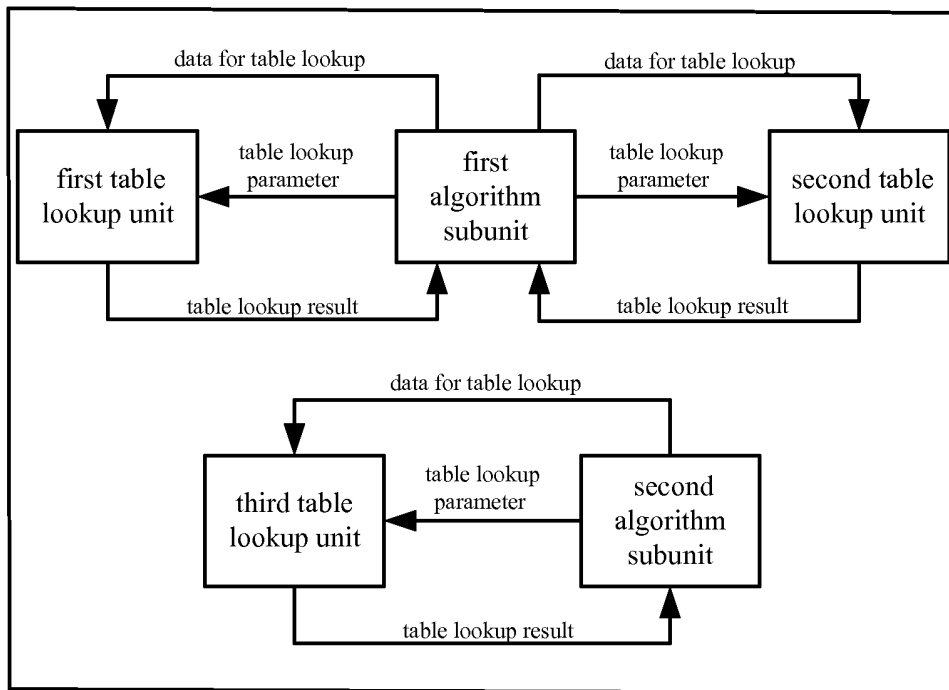 data for table lookup
data for table lookup
first table
lookup unit
table lookup
parameter
first
algorithm
subunit
table lookup
parameter
second table
lookup unit
table lookup result
table lookup result
data for table lookup
third table
lookup unit
table lookup
parameter
second
algorithm
subunit
table lookup result